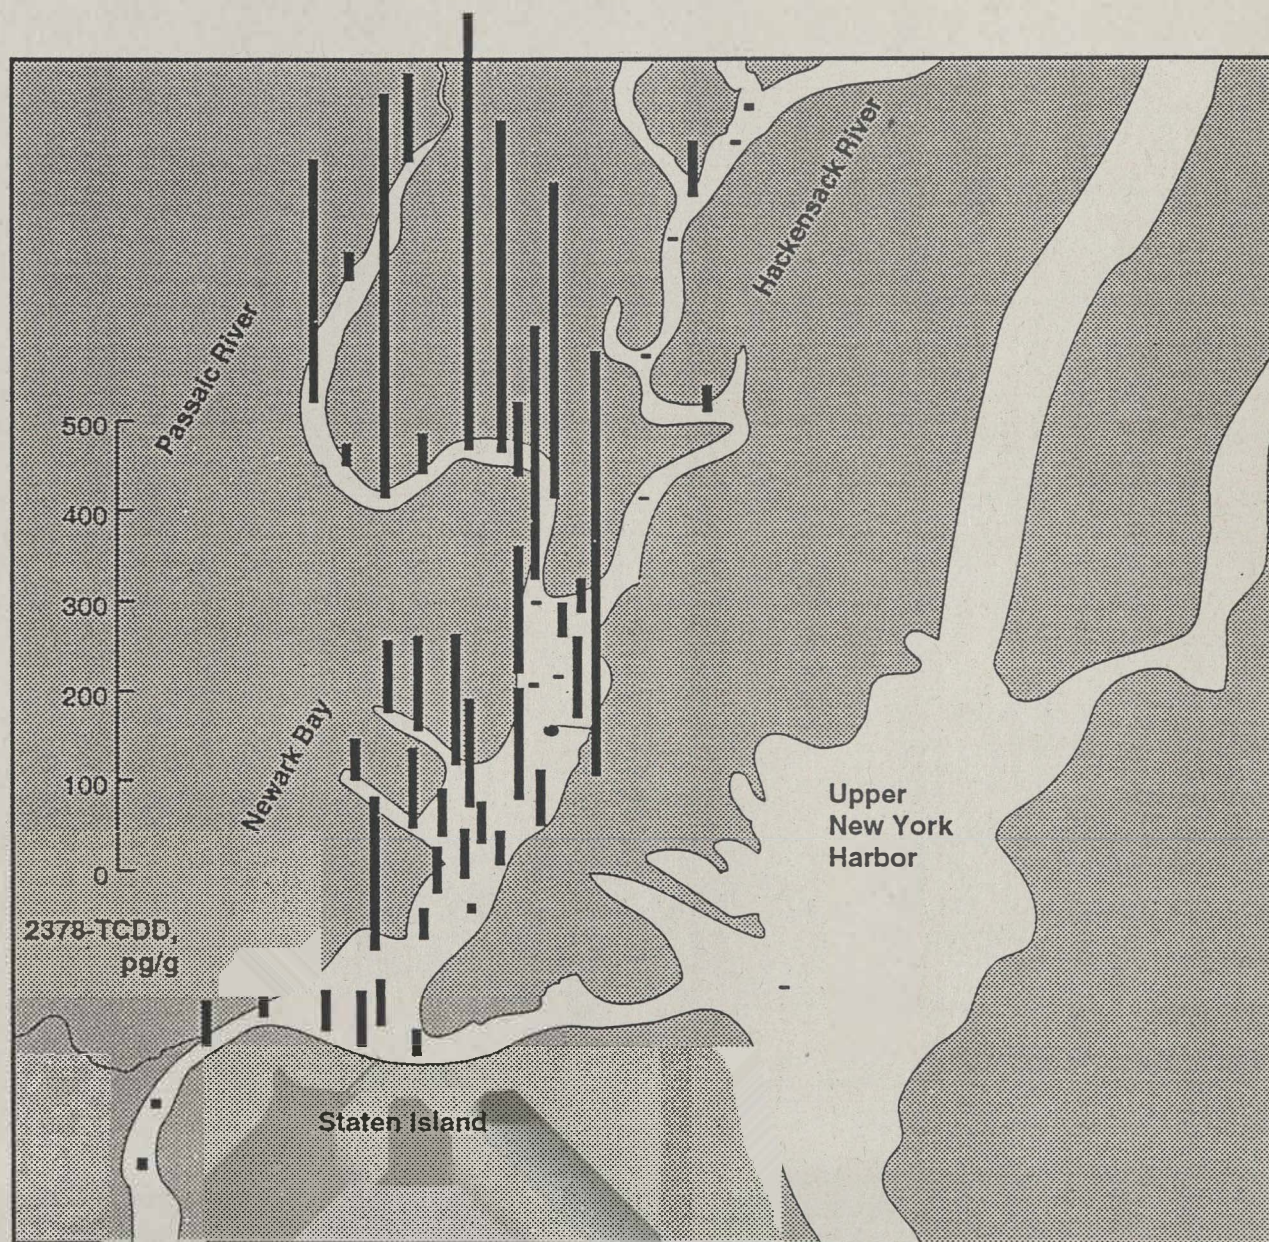 Passaic River
Hackensack River
500
400
300
200
100
0
2378-TCDD,
pg/g
Newark Bay
Upper
New York
Harbor
Staten Island